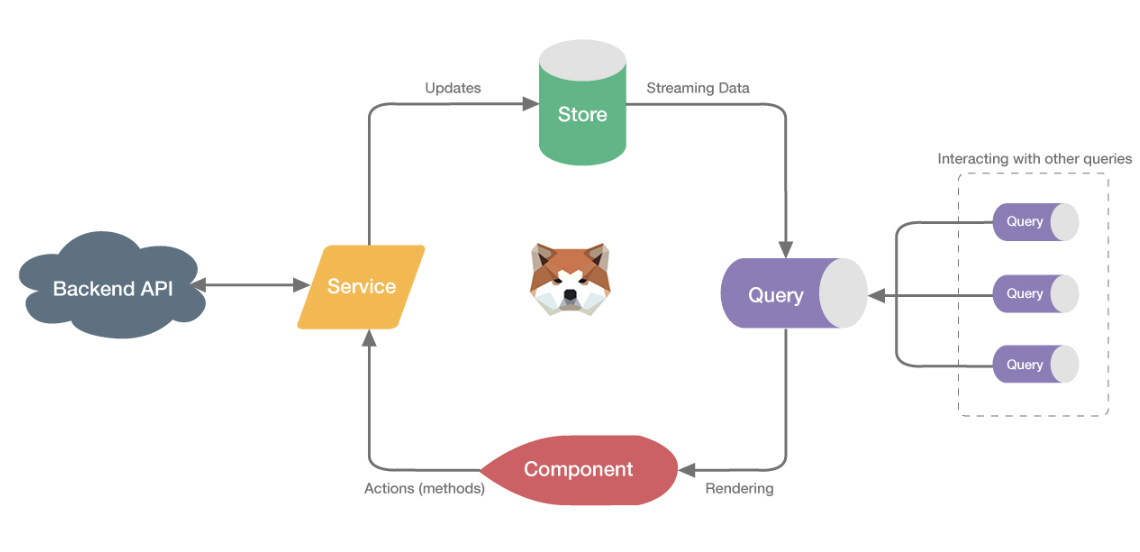 Updates
Streaming Data
Store
Interacting with other queries
Query
Backend API
Service
Query
Query
Query
Component
Actions (methods)
Rendering